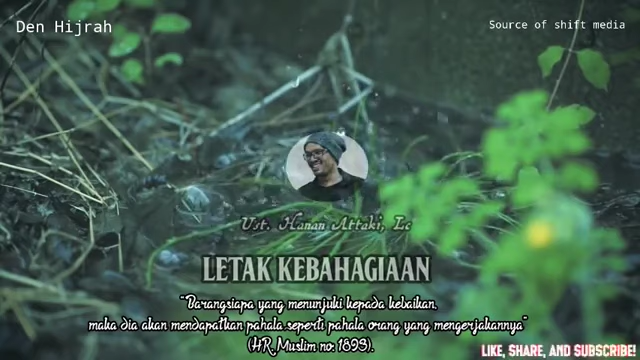 Den Hijrah
Source of shift media
Ust. Hanan Attaki, Lc
LETAK KEBAHAGIAAN
"Barangsiapa yang menunjuki kepada kebaikan,
maka dia akan mendapatkan pahala seperti pahala orang yang mengerjakannya"
(HR. Muslim no. 1893).
LIKE, SHARE, AND SUBSCRIBE!